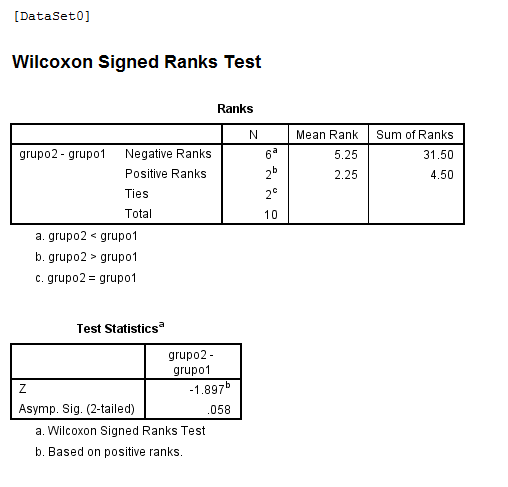 [DataSet0]
Wilcoxon Signed Ranks Test
Ranks
N Mean Rank Sum of Ranks
grupo2 - grupo1 Negative Ranks 6a 5.25 31.50
Positive Ranks 2b 2.25 4.50
Ties 2c
Total 10
a. grupo2 < grupo1
b. grupo2 > grupo1
c. grupo2 = grupo1
Test Statisticsa
grupo2 -
grupo1
Z -1.897b
Asymp. Sig. (2-tailed) .058
a. Wilcoxon Signed Ranks Test
b. Based on positive ranks.